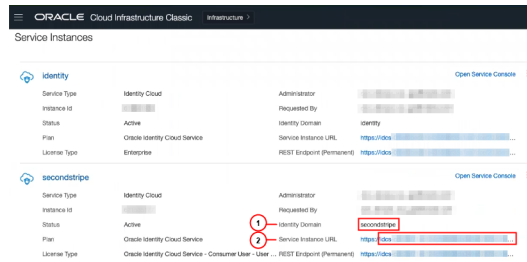 ORACLE Cloud Infrastructure Classic Infrastructure >
Service Instances
identity Open Service Console
Service Type Identity Cloud Administrator
Instance Id Requested By
Status Active Identity Domain identity
Plan Oracle Identity Cloud Service Service Instance URL https://idcs ...
License Type Enterprise REST Endpoint (Permanent) https://idcs ...
secondstripe Open Service Console
Service Type Identity Cloud Administrator
Instance Id Requested By
Status Active 1 Identity Domain secondstripe
Plan Oracle Identity Cloud Service 2 Service Instance URL https://idcs ...
License Type Oracle Identity Cloud Service - Consumer User - User ... REST Endpoint (Permanent) https://idcs ...